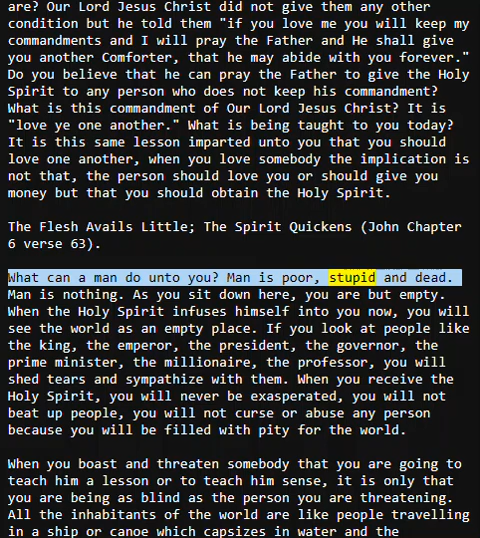 are? Our Lord Jesus Christ did not give them any other
condition but he told them "if you love me you will keep my
commandments and I will pray the Father and He shall give
you another Comforter, that he may abide with you forever."
Do you believe that he can pray the Father to give the Holy
Spirit to any person who does not keep his commandment?
What is this commandment of Our Lord Jesus Christ? It is
"love ye one another." What is being taught to you today?
It is this same lesson imparted unto you that you should
love one another, when you love somebody the implication is
not that, the person should love you or should give you
money but that you should obtain the Holy Spirit.
The Flesh Avails Little; The Spirit Quickens (John Chapter
6 verse 63).
What can a man do unto you? Man is poor, stupid and dead.
Man is nothing. As you sit down here, you are but empty.
When the Holy Spirit infuses himself into you now, you will
see the world as an empty place. If you look at people like
the king, the emperor, the president, the governor, the
prime minister, the millionaire, the professor, you will
shed tears and sympathize with them. When you receive the
Holy Spirit, you will never be exasperated, you will not
beat up people, you will not curse or abuse any person
because you will be filled with pity for the world.
When you boast and threaten somebody that you are going to
teach him a lesson or to teach him sense, it is only that
you are being as blind as the person you are threatening.
All the inhabitants of the world are like people travelling
in a ship or canoe which capsizes in water and the